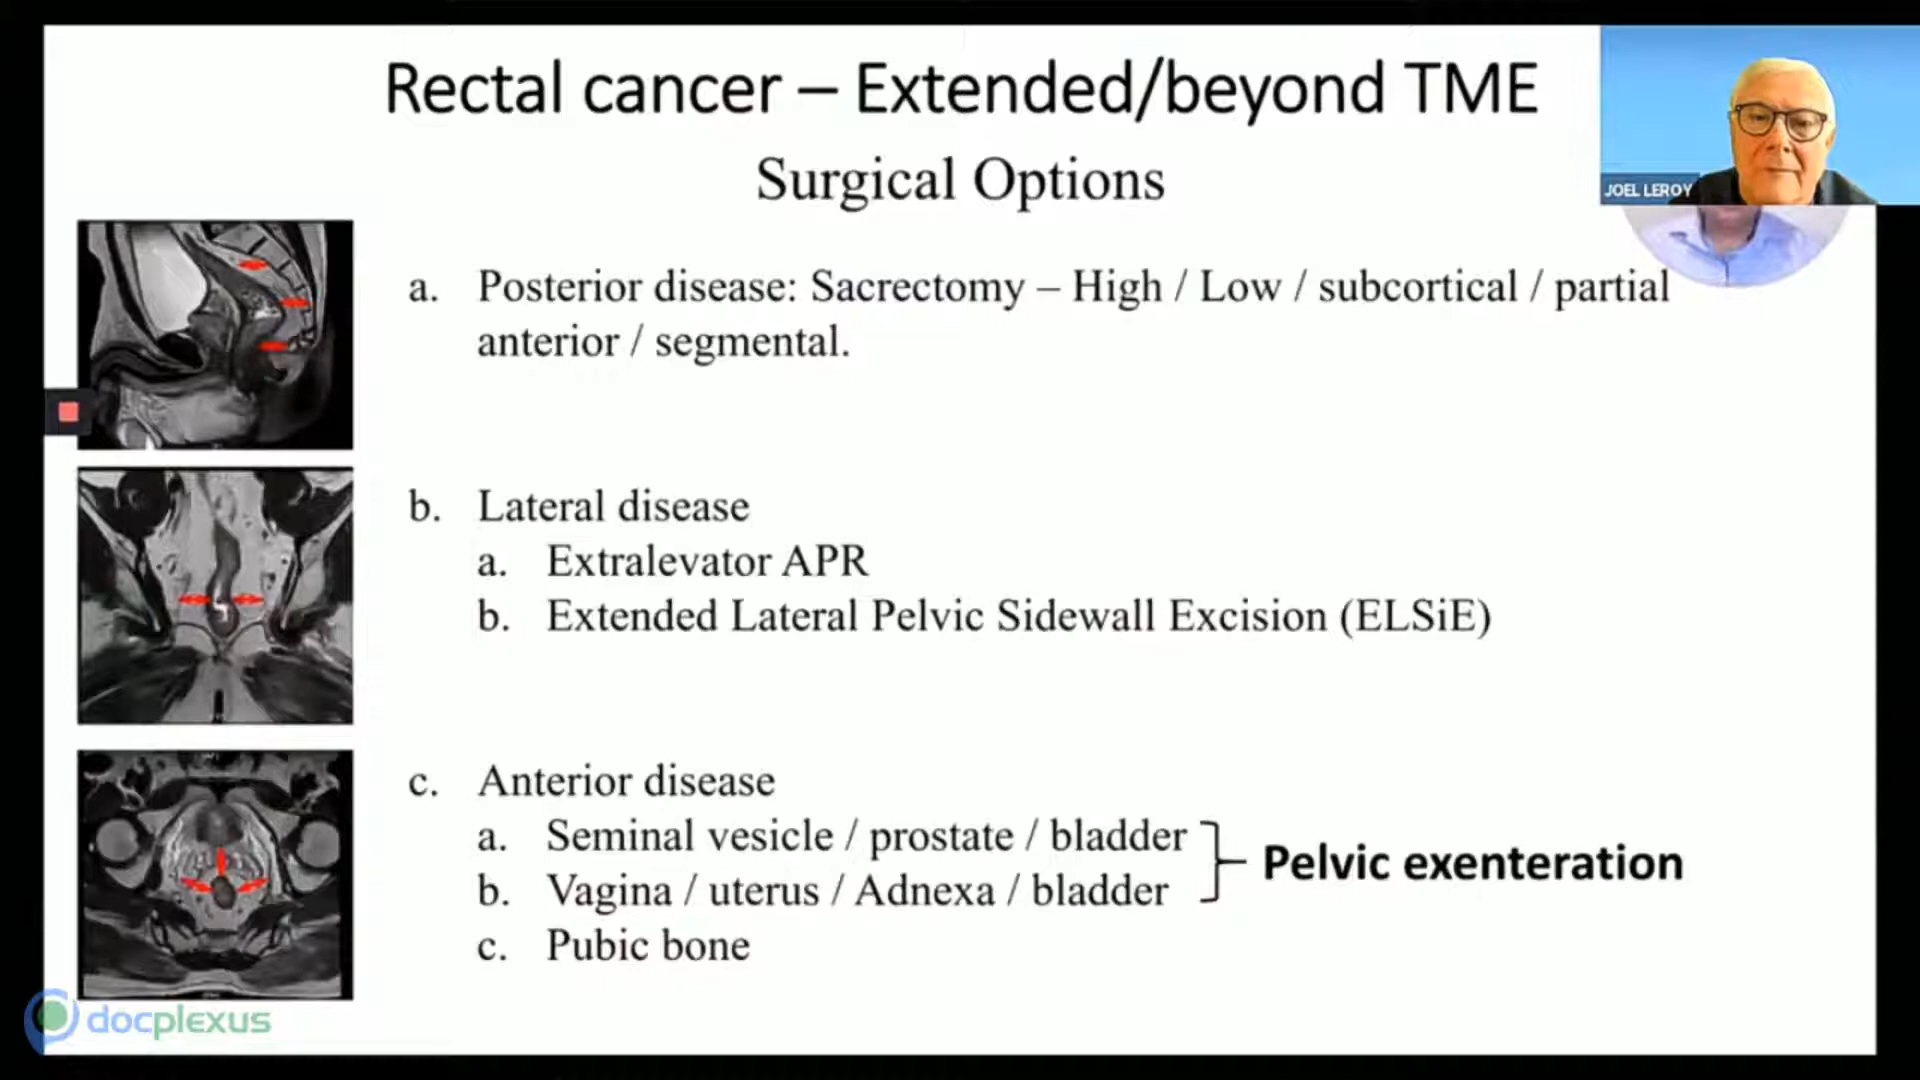 Rectal cancer – Extended/beyond TME
Surgical Options
JOEL LEROY
a. Posterior disease: Sacrectomy – High / Low / subcortical / partial
anterior / segmental.
b. Lateral disease
a. Extralevator APR
b. Extended Lateral Pelvic Sidewall Excision (ELSiE)
c. Anterior disease
a. Seminal vesicle / prostate / bladder
b. Vagina / uterus / Adnexa / bladder
Pelvic exenteration
c. Pubic bone
docplexus